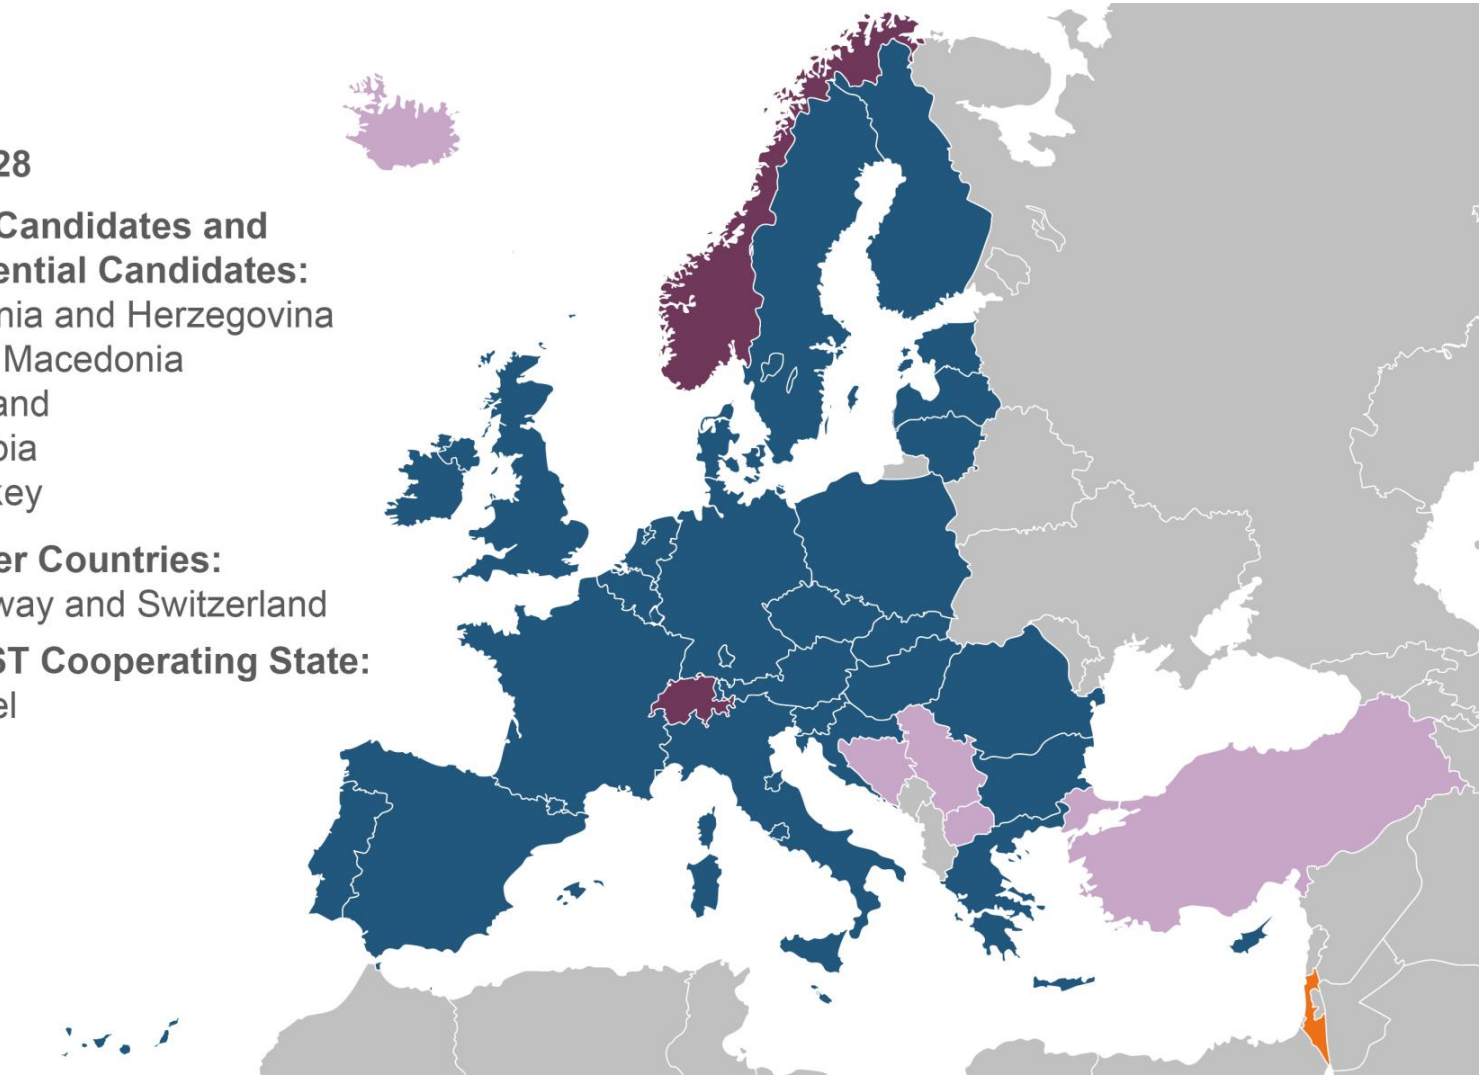 28
Candidates and
ential Candidates:
nia and Herzegovina
Macedonia
and
bia
key
er Countries:
way and Switzerland
ST Cooperating State:
el